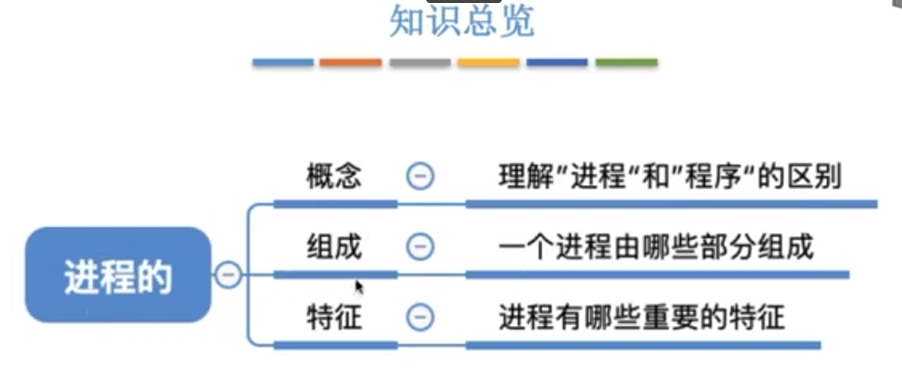 知识总览
概念
理解”进程“和”程序“的区别
进程的
组成
一个进程由哪些部分组成
特征
进程有哪些重要的特征